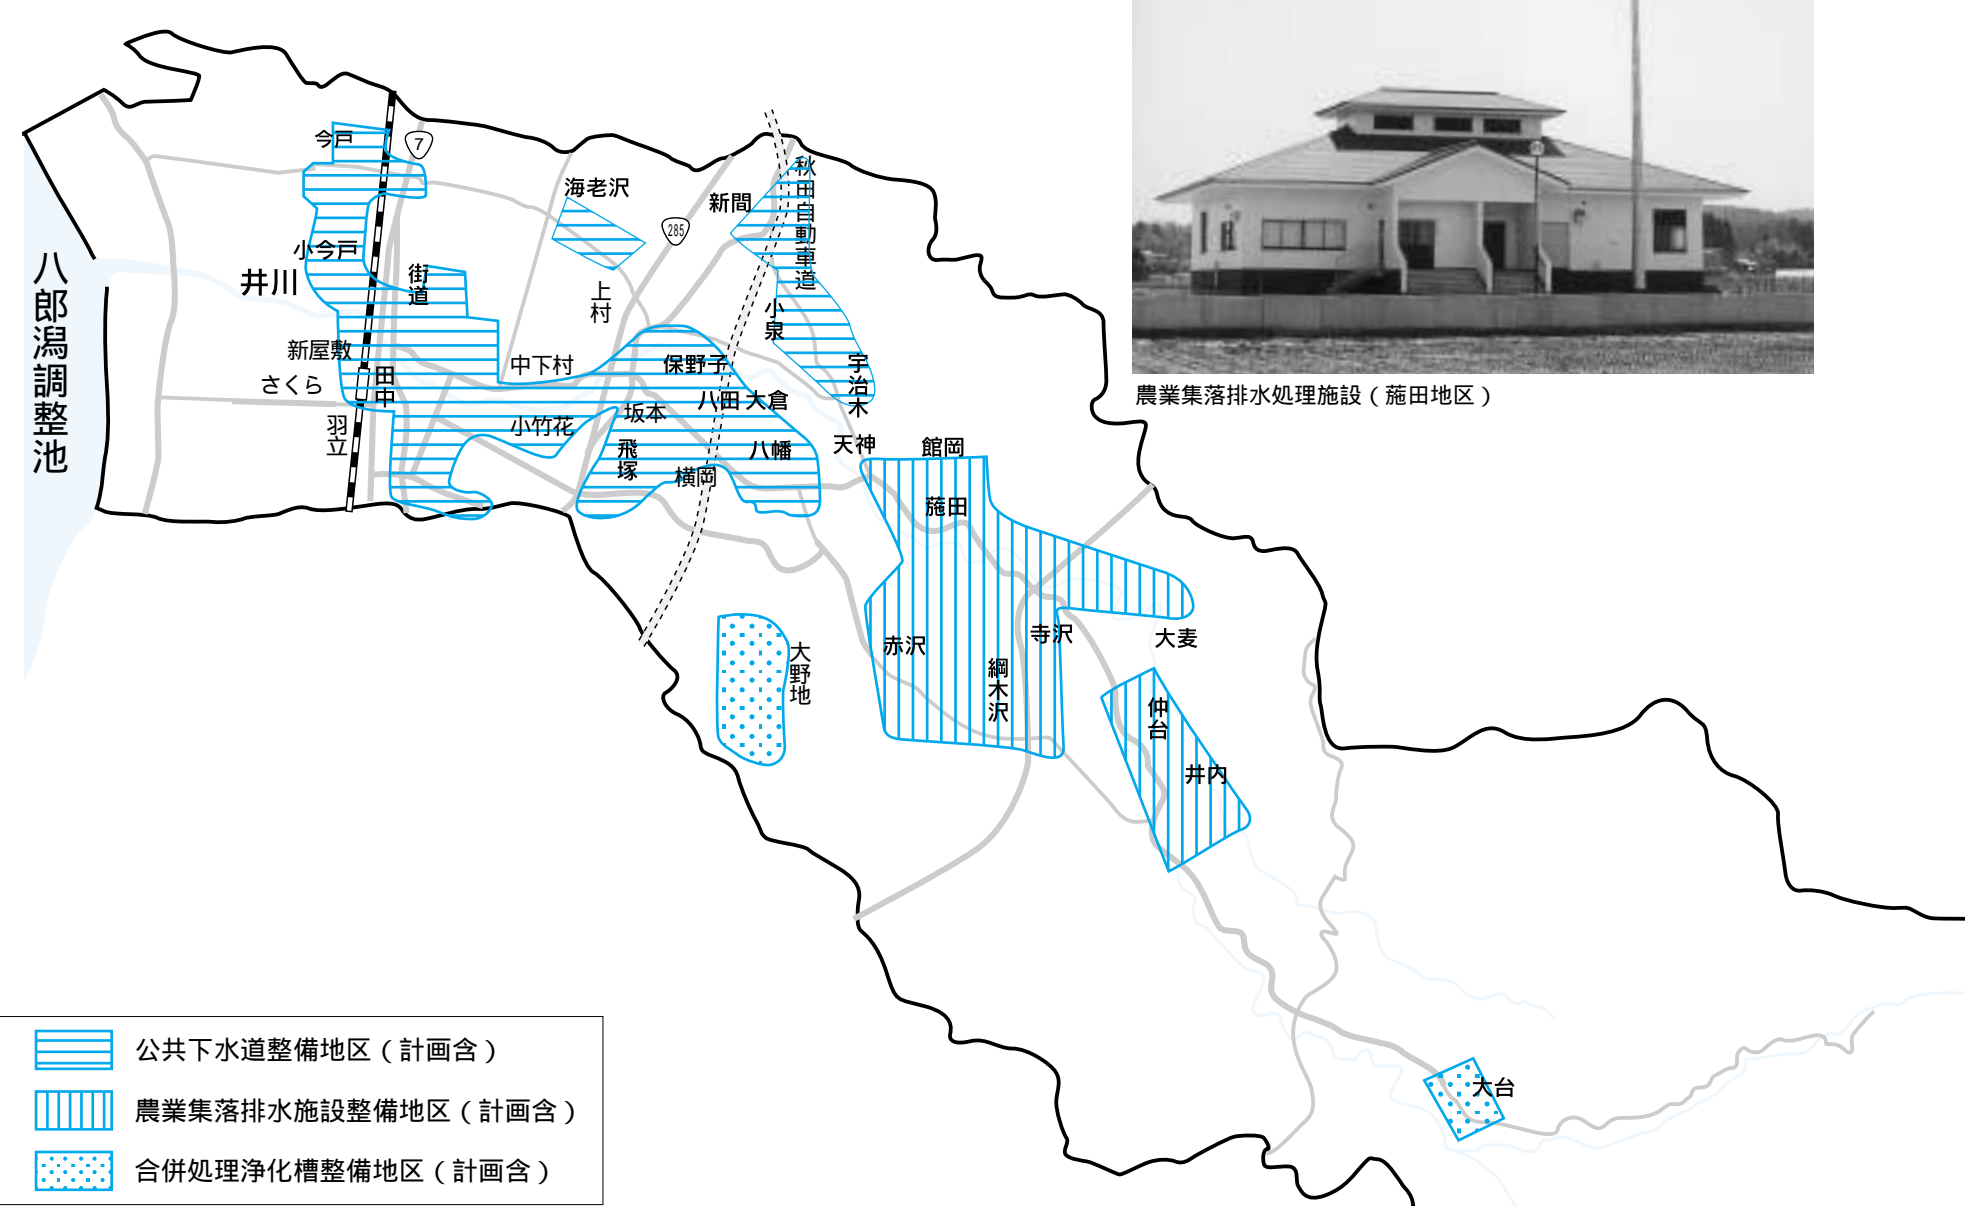 今戸
7
海老沢
新間
秋田自動車道
285
小今戸
井川
街道
八郎潟調整池
上村
小泉
新屋敷
中下村
保野子
宇治木
さくら
田中
八田
大倉
農業集落排水処理施設（葹田地区）
羽立
小竹花
坂本
飛塚
八幡
天神
館岡
横岡
葹田
赤沢
寺沢
大麦
大野地
綱木沢
仲台
井内
大台
公共下水道整備地区（計画含）
農業集落排水施設整備地区（計画含）
合併処理浄化槽整備地区（計画含）